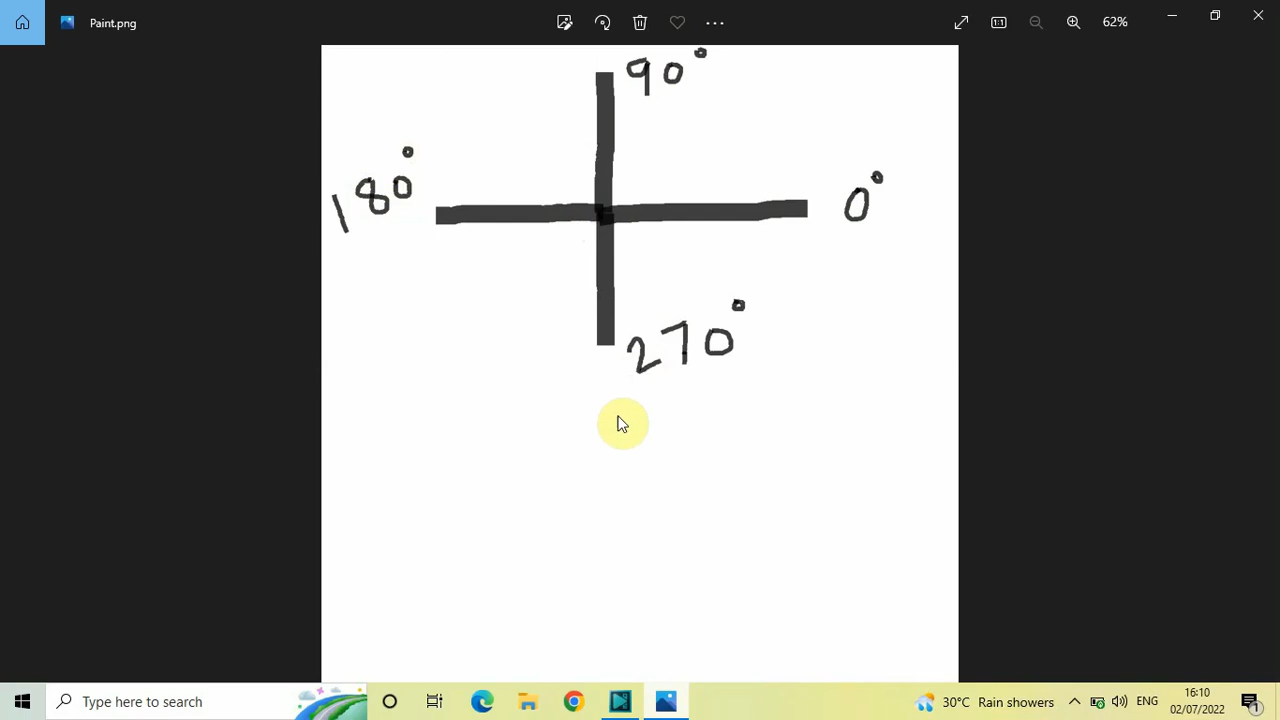 Paint.png
62%
90°
180°
0°
270°
Type here to search
30°C Rain showers
ENG
16:10
02/07/2022
1